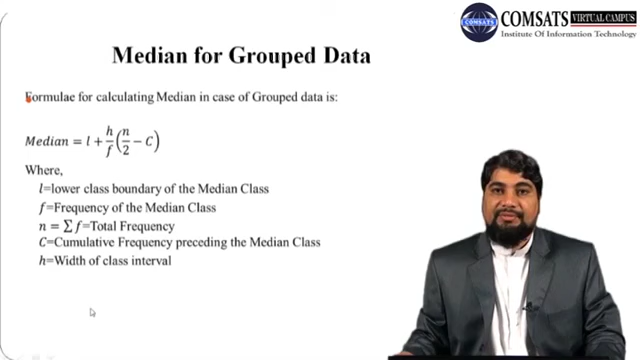 COMSATS VIRTUAL CAMPUS
Institute Of Information Technology
COMSATS
Median for Grouped Data
Formulae for calculating Median in case of Grouped data is:
Median = l + h/f (n/2 − C)
Where,
l=lower class boundary of the Median Class
f=Frequency of the Median Class
n = ∑ f=Total Frequency
C=Cumulative Frequency preceding the Median Class
h=Width of class interval